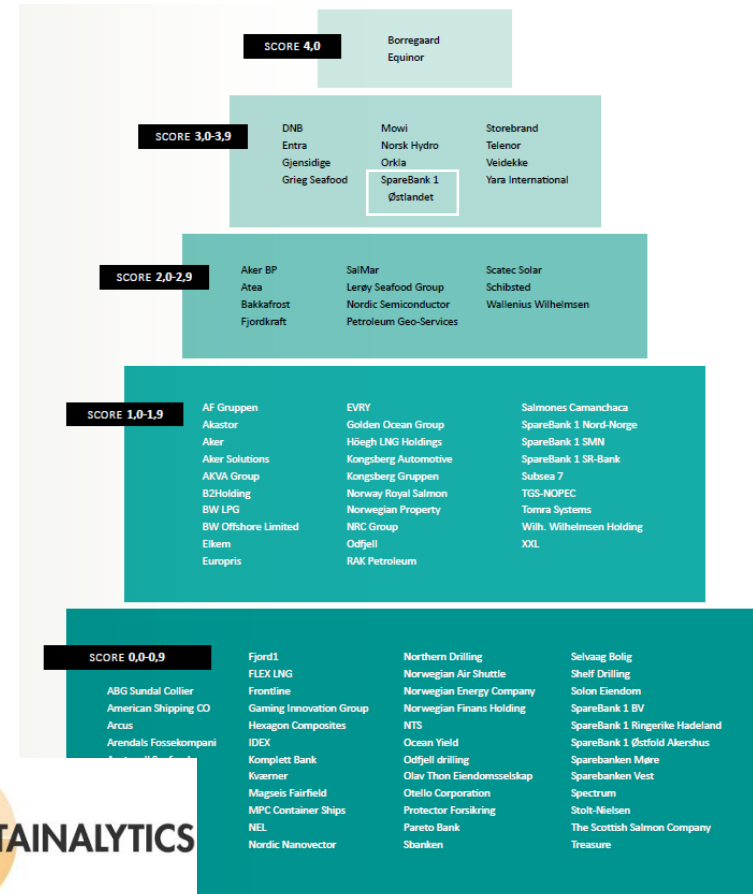 SCORE 4,0
Borregaard
Equinor
SCORE 3,0-3,9
DNB
Entra
Gjensidige
Grieg Seafood
Mowi
Norsk Hydro
Orkla
SpareBank 1
Østlandet
Storebrand
Telenor
Veidekke
Yara International
SCORE 2,0-2,9
Aker BP
Atea
Bakkafrost
Fjordkraft
SalMar
Lerøy Seafood Group
Nordic Semiconductor
Petroleum Geo-Services
Scatec Solar
Schibsted
Wallenius Wilhelmsen
SCORE 1,0-1,9
AF Gruppen
Akastor
Aker
Aker Solutions
AKVA Group
B2Holding
BW LPG
BW Offshore Limited
Elkem
Europris
EVRY
Golden Ocean Group
Höegh LNG Holdings
Kongsberg Automotive
Kongsberg Gruppen
Norway Royal Salmon
Norwegian Property
NRC Group
Odfjell
RAK Petroleum
Salmones Camanchaca
SpareBank 1 Nord-Norge
SpareBank 1 SMN
SpareBank 1 SR-Bank
Subsea 7
TGS-NOPEC
Tomra Systems
Wilh. Wilhelmsen Holding
XXL
SCORE 0,0-0,9
ABG Sundal Collier
American Shipping CO
Arcus
Arendals Fossekompani
Fjord1
FLEX LNG
Frontline
Gaming Innovation Group
Hexagon Composites
IDEX
Komplett Bank
Kværner
Magseis Fairfield
MPC Container Ships
NEL
Nordic Nanovector
Northern Drilling
Norwegian Air Shuttle
Norwegian Energy Company
Norwegian Finans Holding
NTS
Ocean Yield
Odfjell drilling
Olav Thon Eiendomsselskap
Otello Corporation
Protector Forsikring
Pareto Bank
Sbanken
Selvaag Bolig
Shelf Drilling
Solon Eiendom
SpareBank 1 BV
SpareBank 1 Ringerike Hadeland
SpareBank 1 Østfold Akershus
Sparebanken Møre
Sparebanken Vest
Spectrum
Stolt-Nielsen
The Scottish Salmon Company
Treasure
TAINALYTICS